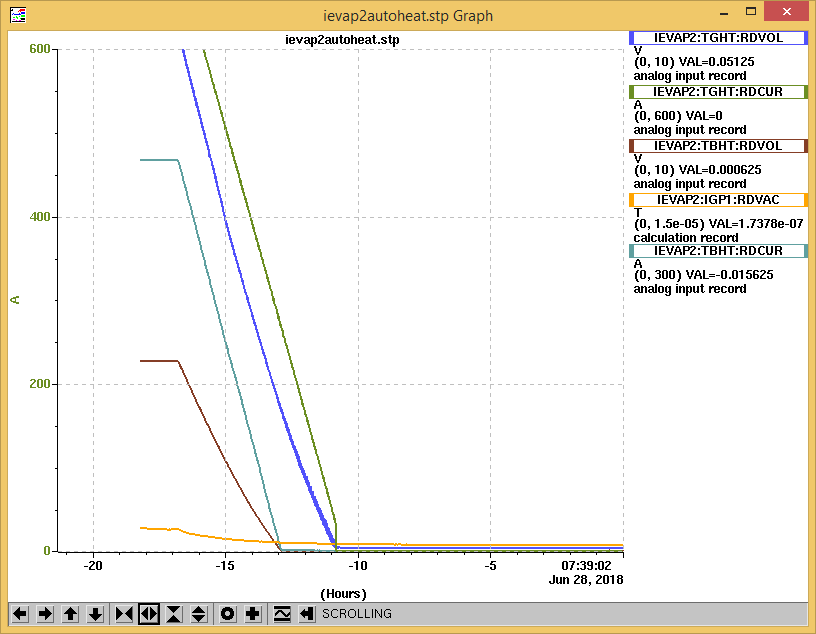 ievap2autoheat.stp Graph
ievap2autoheat.stp
600
400
200
0
A
-20
-15
-10
-5
07:39:02
Jun 28, 2018
(Hours)
IEVAP2:TGHT:RDVOL
V
(0, 10) VAL=0.05125
analog input record
IEVAP2:TGHT:RDCUR
A
(0, 600) VAL=0
analog input record
IEVAP2:TBHT:RDVOL
V
(0, 10) VAL=0.000625
analog input record
IEVAP2:IGP1:RDVAC
T
(0, 1.5e-05) VAL=1.7378e-07
calculation record
IEVAP2:TBHT:RDCUR
A
(0, 300) VAL=-0.015625
analog input record
SCROLLING